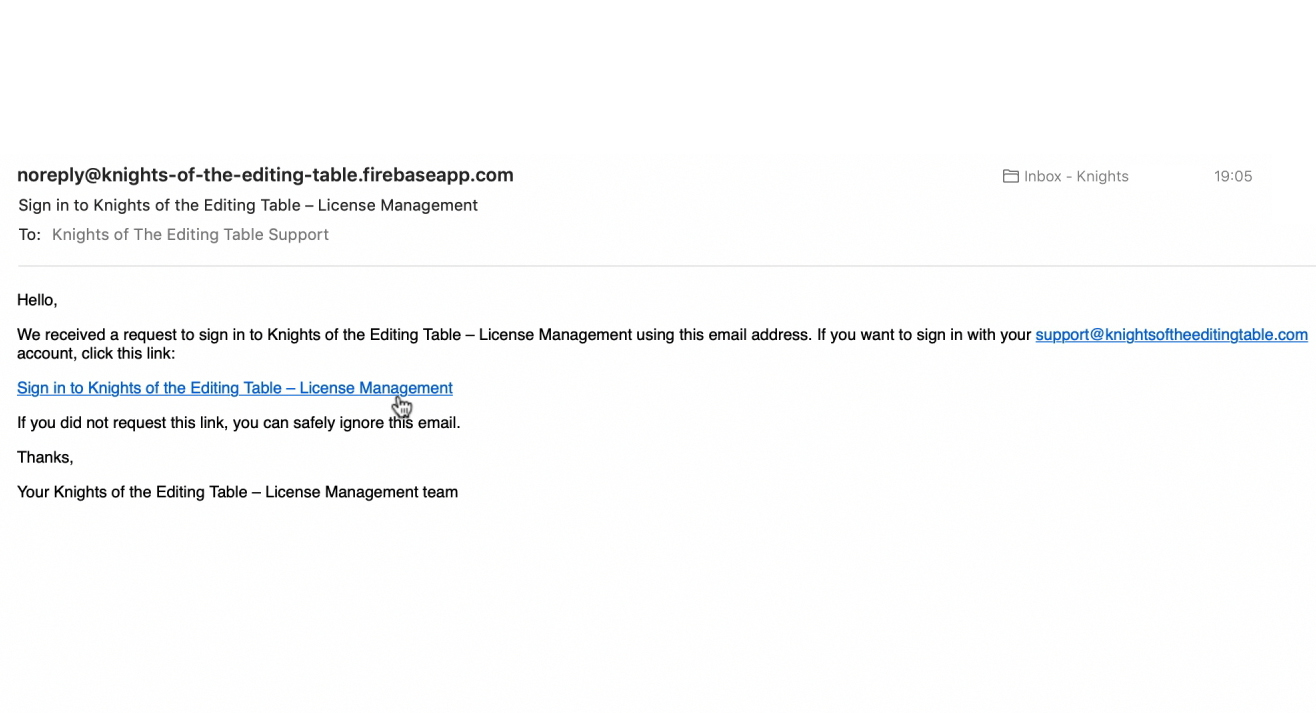 noreply@knights-of-the-editing-table.firebaseapp.com
Inbox - Knights
19:05
Sign in to Knights of the Editing Table – License Management
To: Knights of The Editing Table Support
Hello,
We received a request to sign in to Knights of the Editing Table – License Management using this email address. If you want to sign in with your support@knightsoftheeditingtable.com
account, click this link:
Sign in to Knights of the Editing Table – License Management
If you did not request this link, you can safely ignore this email.
Thanks,
Your Knights of the Editing Table – License Management team